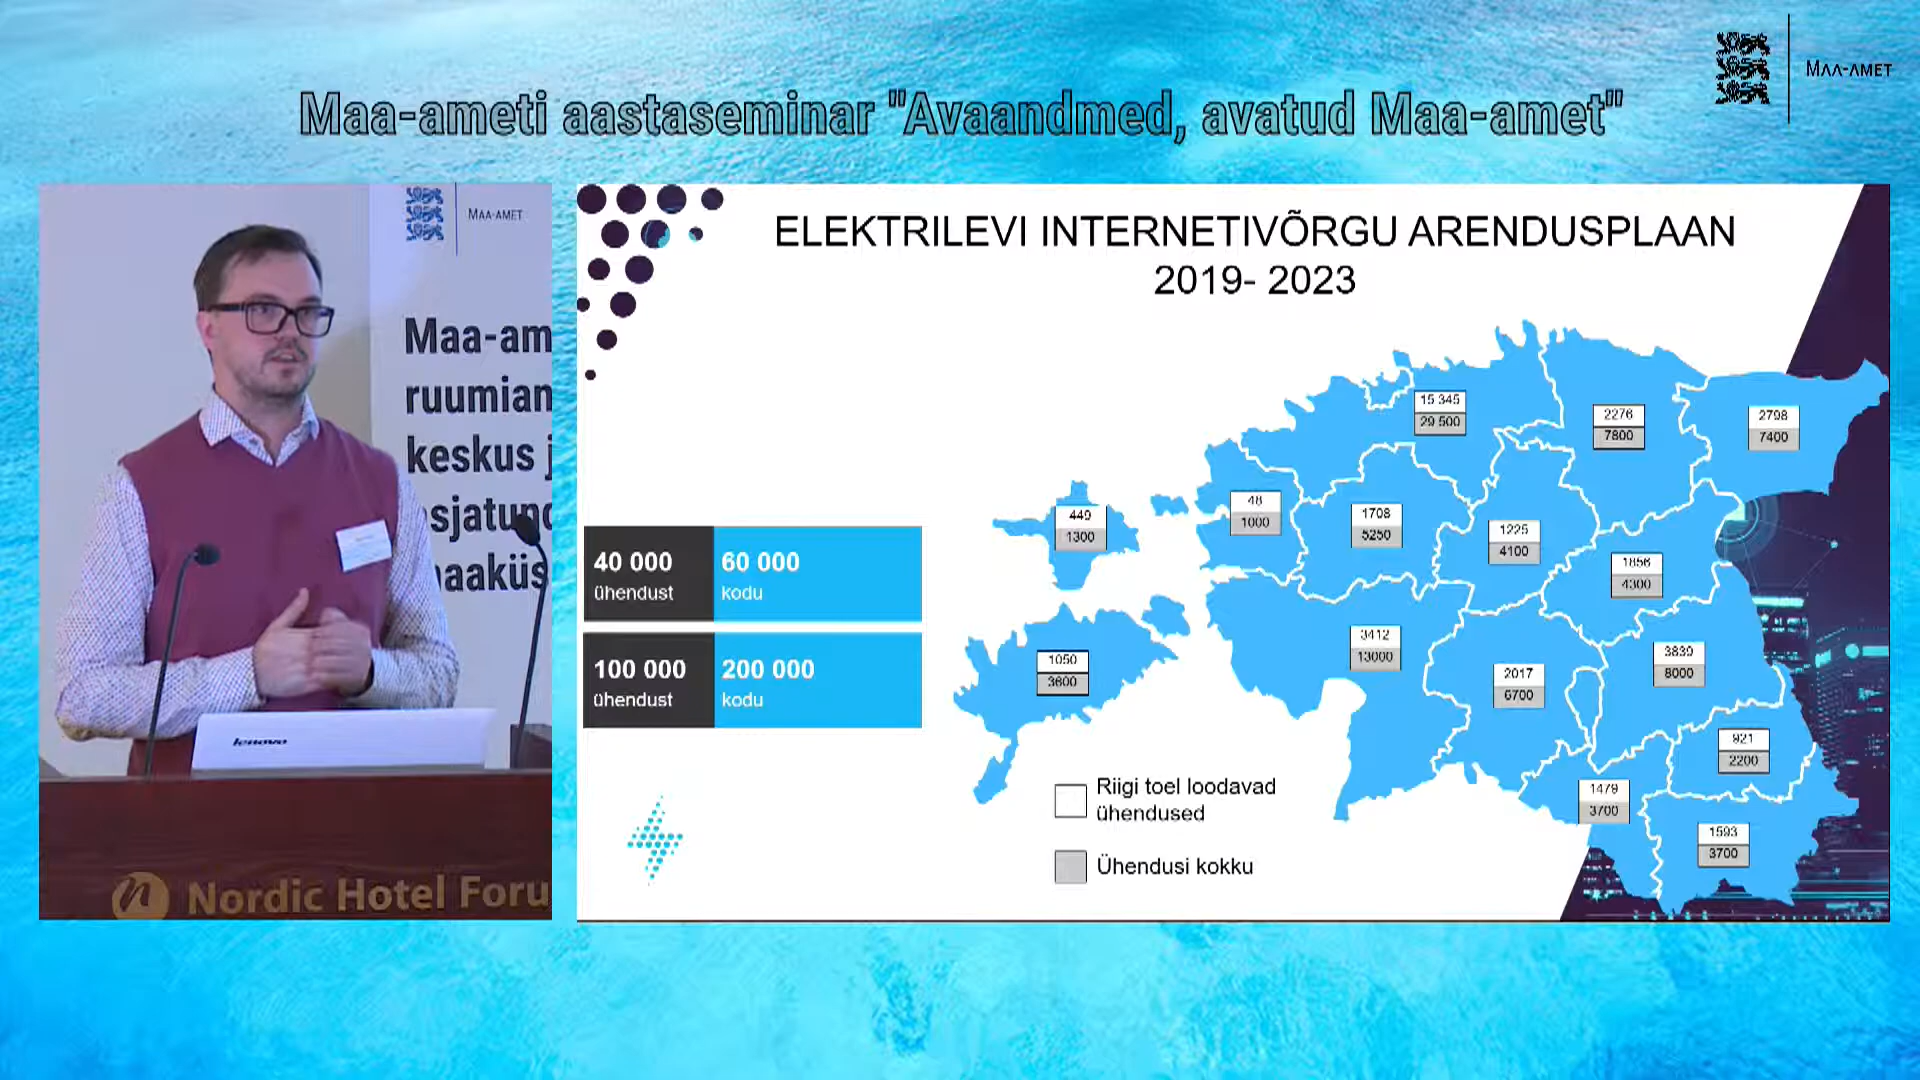 MAA-AMET
Maa-ameti aastaseminar "Avaandmed, avatud Maa-amet"
MAA-AMET
Maa-am
ruumian
keskus j
sjatund
aaküs
lenovo
Nordic Hotel Foru
ELEKTRILEVI INTERNETIVÕRGU ARENDUSPLAAN
2019- 2023
40 000
ühendust
60 000
kodu
100 000
ühendust
200 000
kodu
15 345
29 500
2276
7800
2798
7400
449
1300
48
1000
1708
5250
1225
4100
1856
4300
1050
3600
3412
13000
2017
6700
3839
8000
921
2200
1479
3700
1593
3700
Riigi toel loodavad
ühendused
Ühendusi kokku